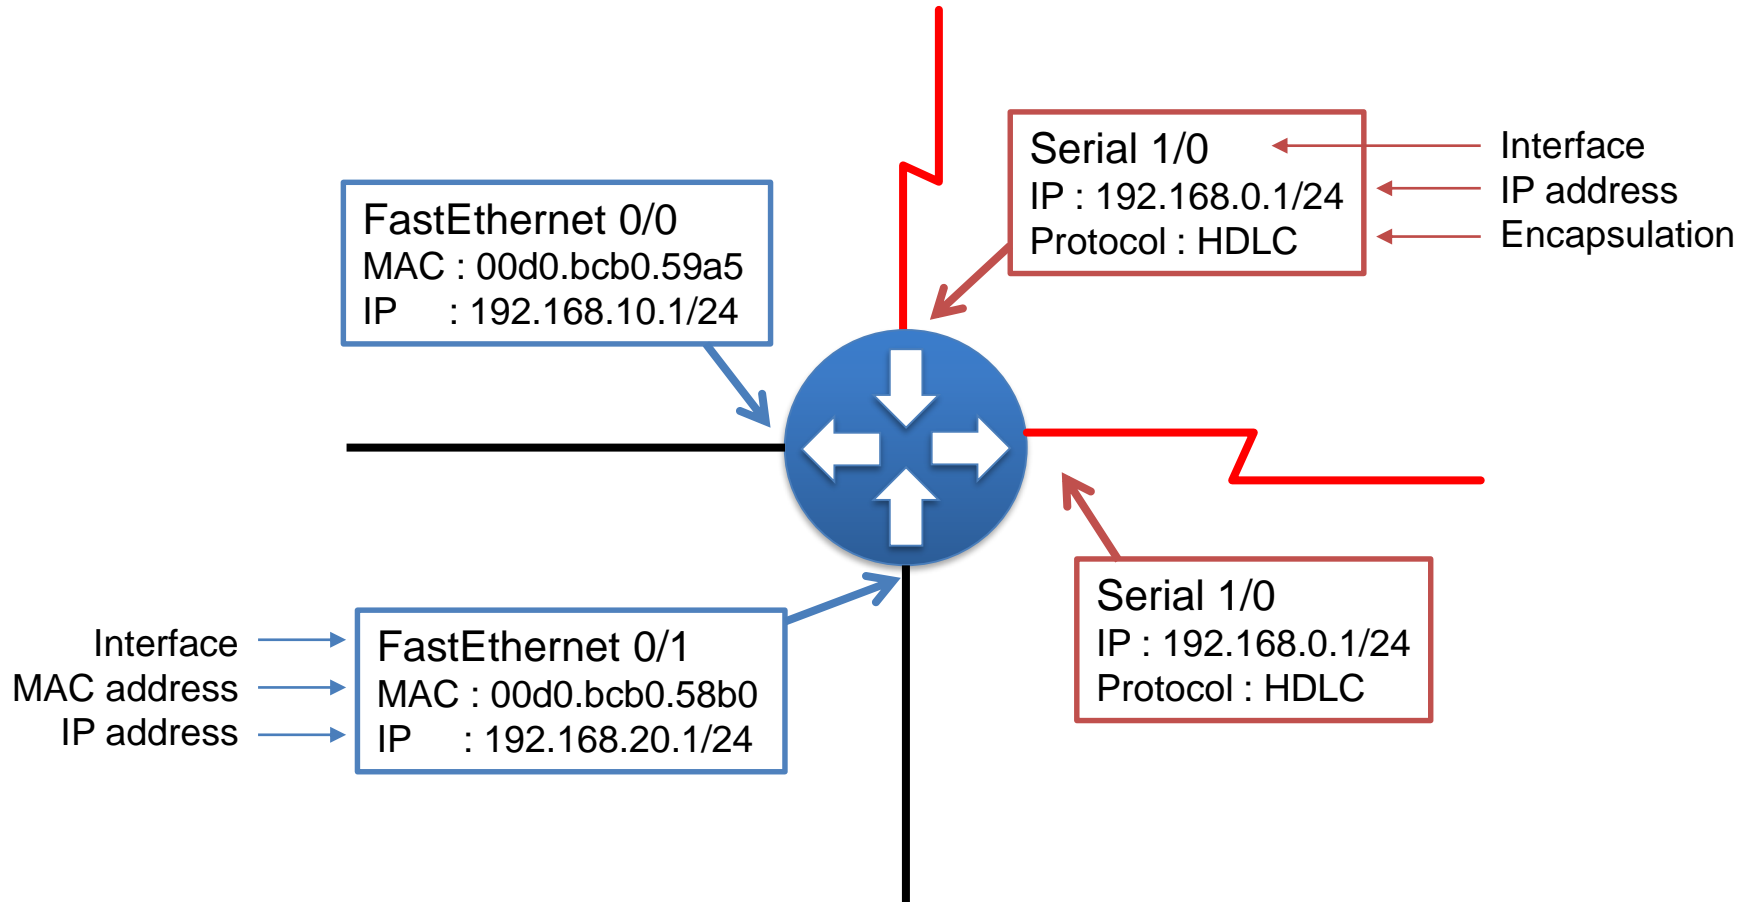 Serial 1/0
IP : 192.168.0.1/24
Protocol : HDLC
Interface
IP address
Encapsulation
FastEthernet 0/0
MAC : 00d0.bcb0.59a5
IP : 192.168.10.1/24
Interface
MAC address
IP address
FastEthernet 0/1
MAC : 00d0.bcb0.58b0
IP : 192.168.20.1/24
Serial 1/0
IP : 192.168.0.1/24
Protocol : HDLC